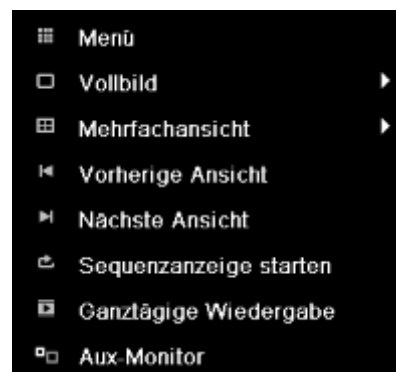 Menü
Vollbild
Mehrfachansicht
Vorherige Ansicht
Nächste Ansicht
Sequenzanzeige starten
Ganztägige Wiedergabe
Aux-Monitor